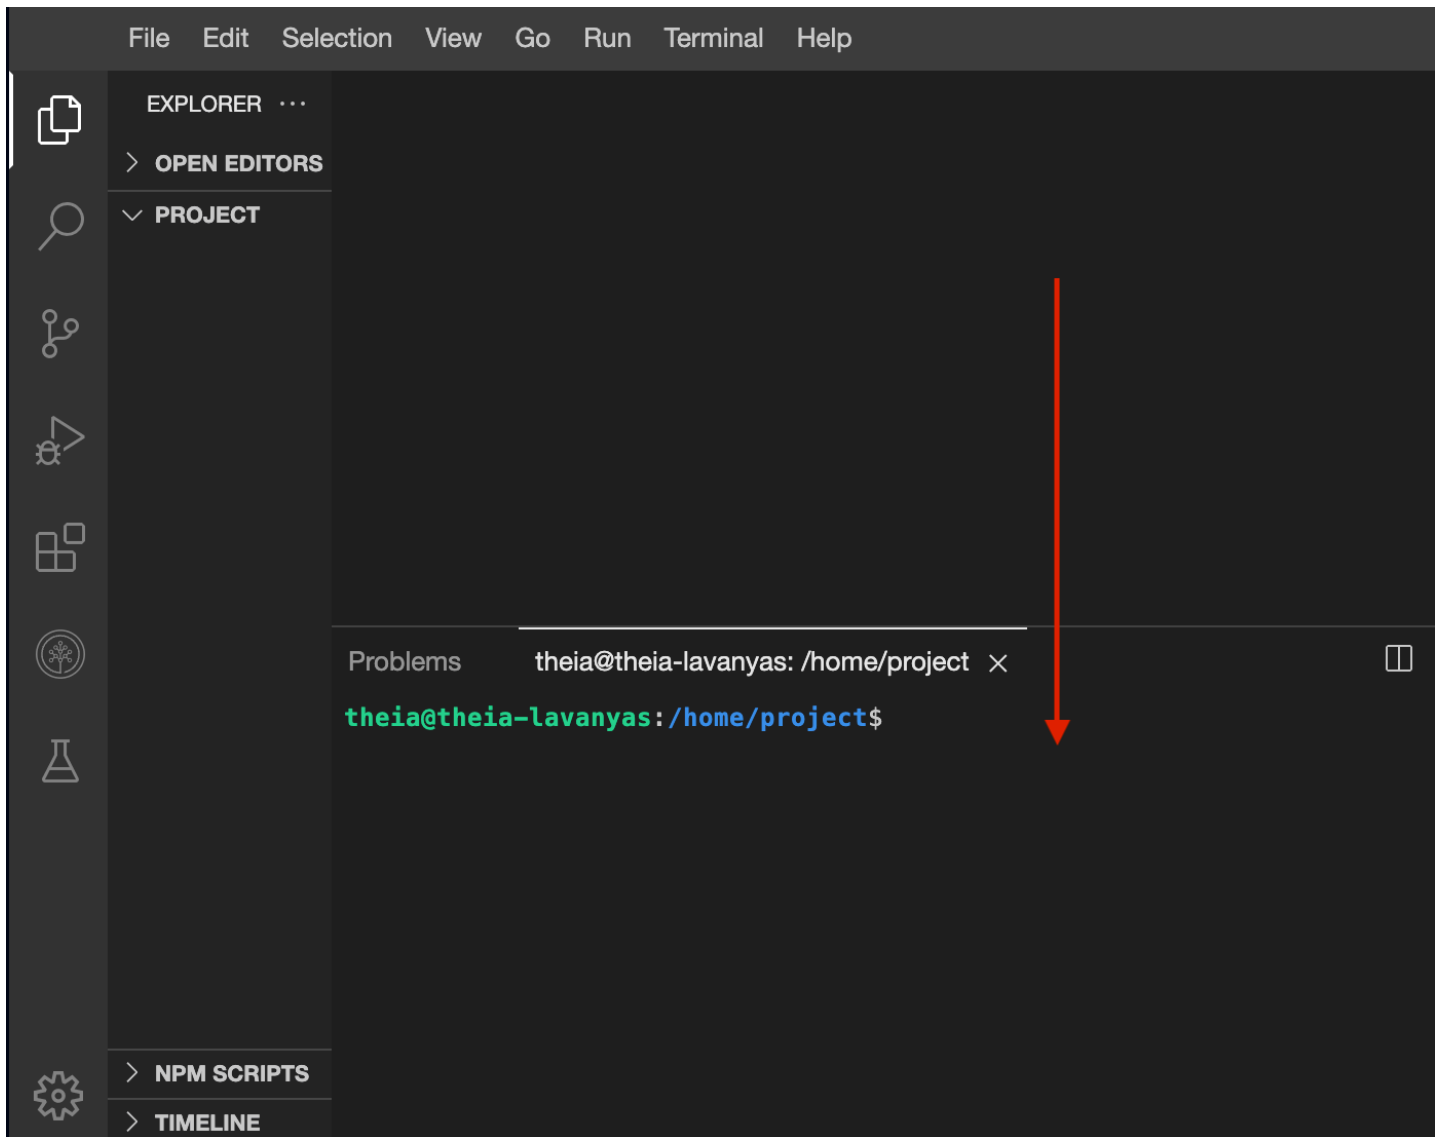 File Edit Selection View Go Run Terminal Help
EXPLORER ···
OPEN EDITORS
PROJECT
Problems theia@theia-lavanyas: /home/project
theia@theia-lavanyas:/home/project$
NPM SCRIPTS
TIMELINE